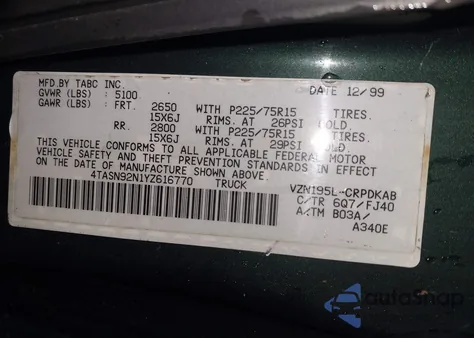 MFD.BY TABC INC. DATE 12/99
GVWR (LBS) : 5100
GAWR (LBS) : FRT. 2650 WITH P225/75R15 TIRES.
15X6J RIMS. AT 26PSI COLD.
RR. 2800 WITH P225/75R15 TIRES.
15X6J RIMS. AT 29PSI COLD.
THIS VEHICLE CONFORMS TO ALL APPLICABLE FEDERAL MOTOR
VEHICLE SAFETY AND THEFT PREVENTION STANDARDS IN EFFECT
ON THE DATE OF MANUFACTURE SHOWN ABOVE.
4TASN92N1YZ616770 TRUCK
VZN195L-CRPDKAB
C/TR 6Q7/FJ40
A/TM B03A/
A340E
autoSnap